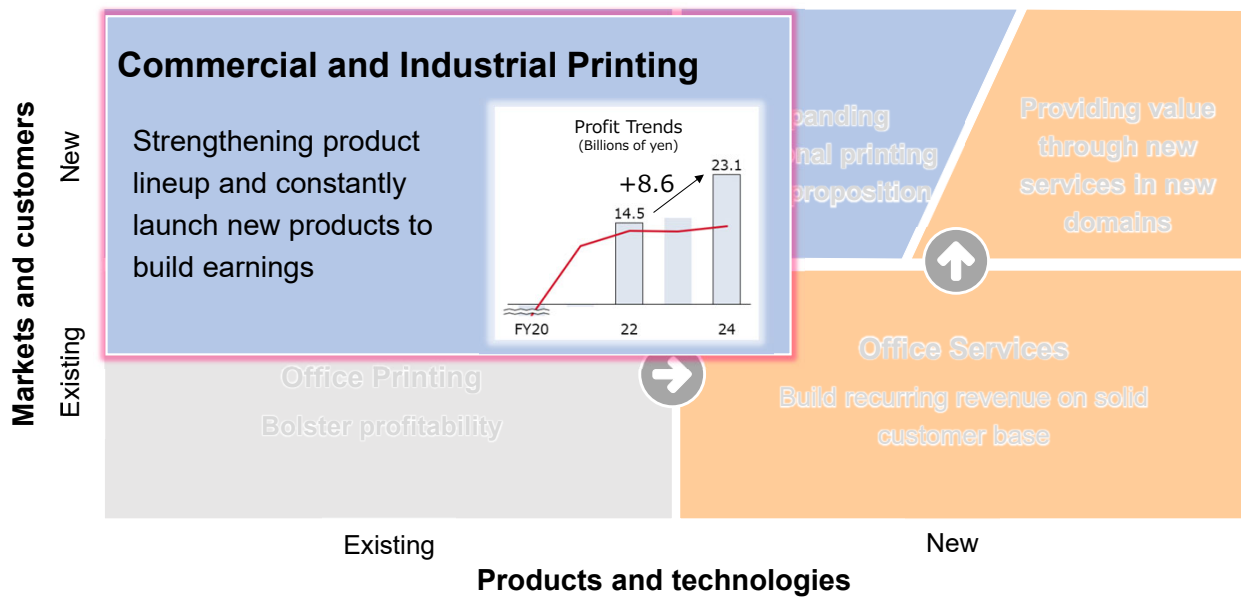 Commercial and Industrial Printing
Strengthening product
lineup and constantly
launch new products to
build earnings
Profit Trends
(Billions of yen)
+8.6
14.5
23.1
FY20
22
24
printing
proposition
Providing value
through new
services in new
domains
Office Printing
Bolster profitability
Office Services
Build recurring revenue on solid
customer base
Markets and customers
New
Existing
Existing
New
Products and technologies